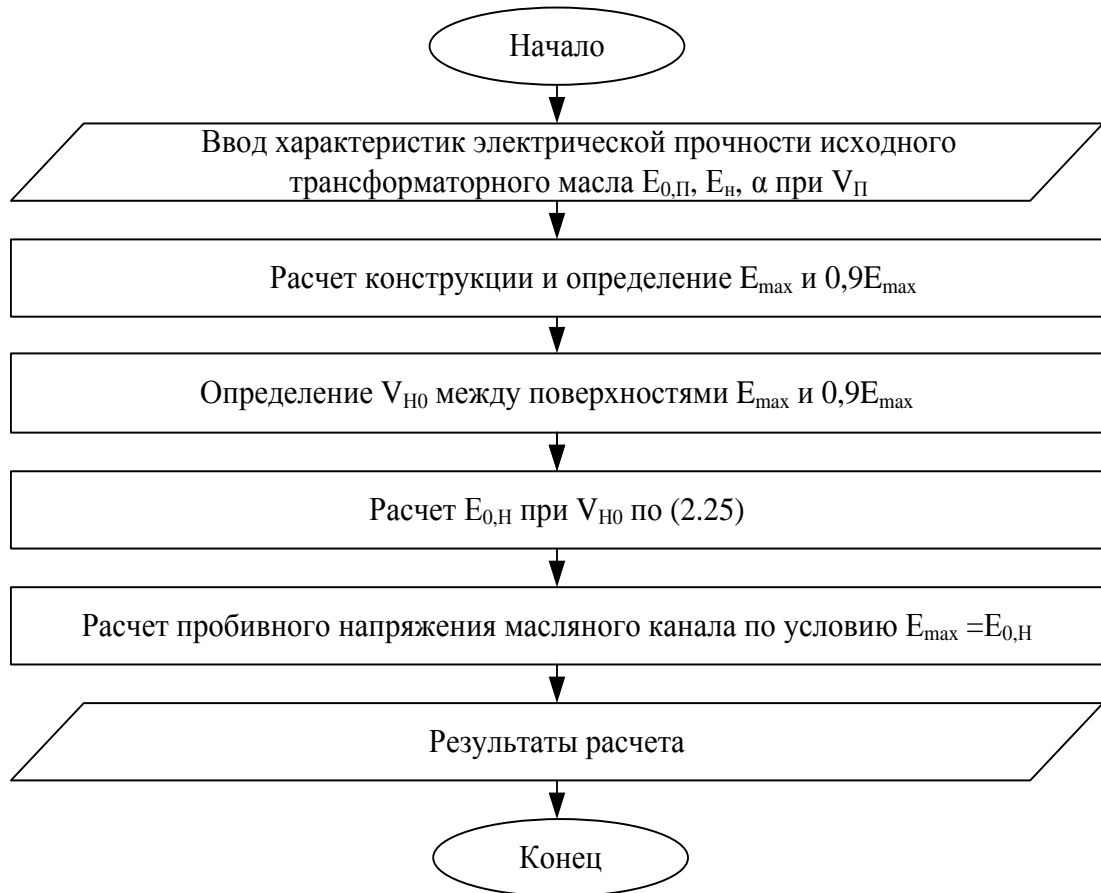 Начало
Ввод характеристик электрической прочности исходного
трансформаторного масла E₀,П, Eн, α при VП
Расчет конструкции и определение Emax и 0,9Emax
Определение VН0 между поверхностями Emax и 0,9Emax
Расчет E0,Н при VН0 по (2.25)
Расчет пробивного напряжения масляного канала по условию Emax =E0,Н
Результаты расчета
Конец